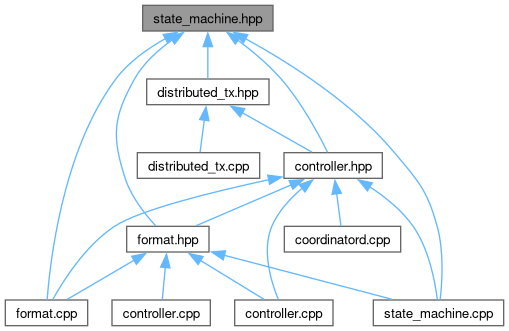 state_machine.hpp
distributed_tx.hpp
distributed_tx.cpp
controller.hpp
format.hpp
coordinatord.cpp
format.cpp
controller.cpp
controller.cpp
state_machine.cpp